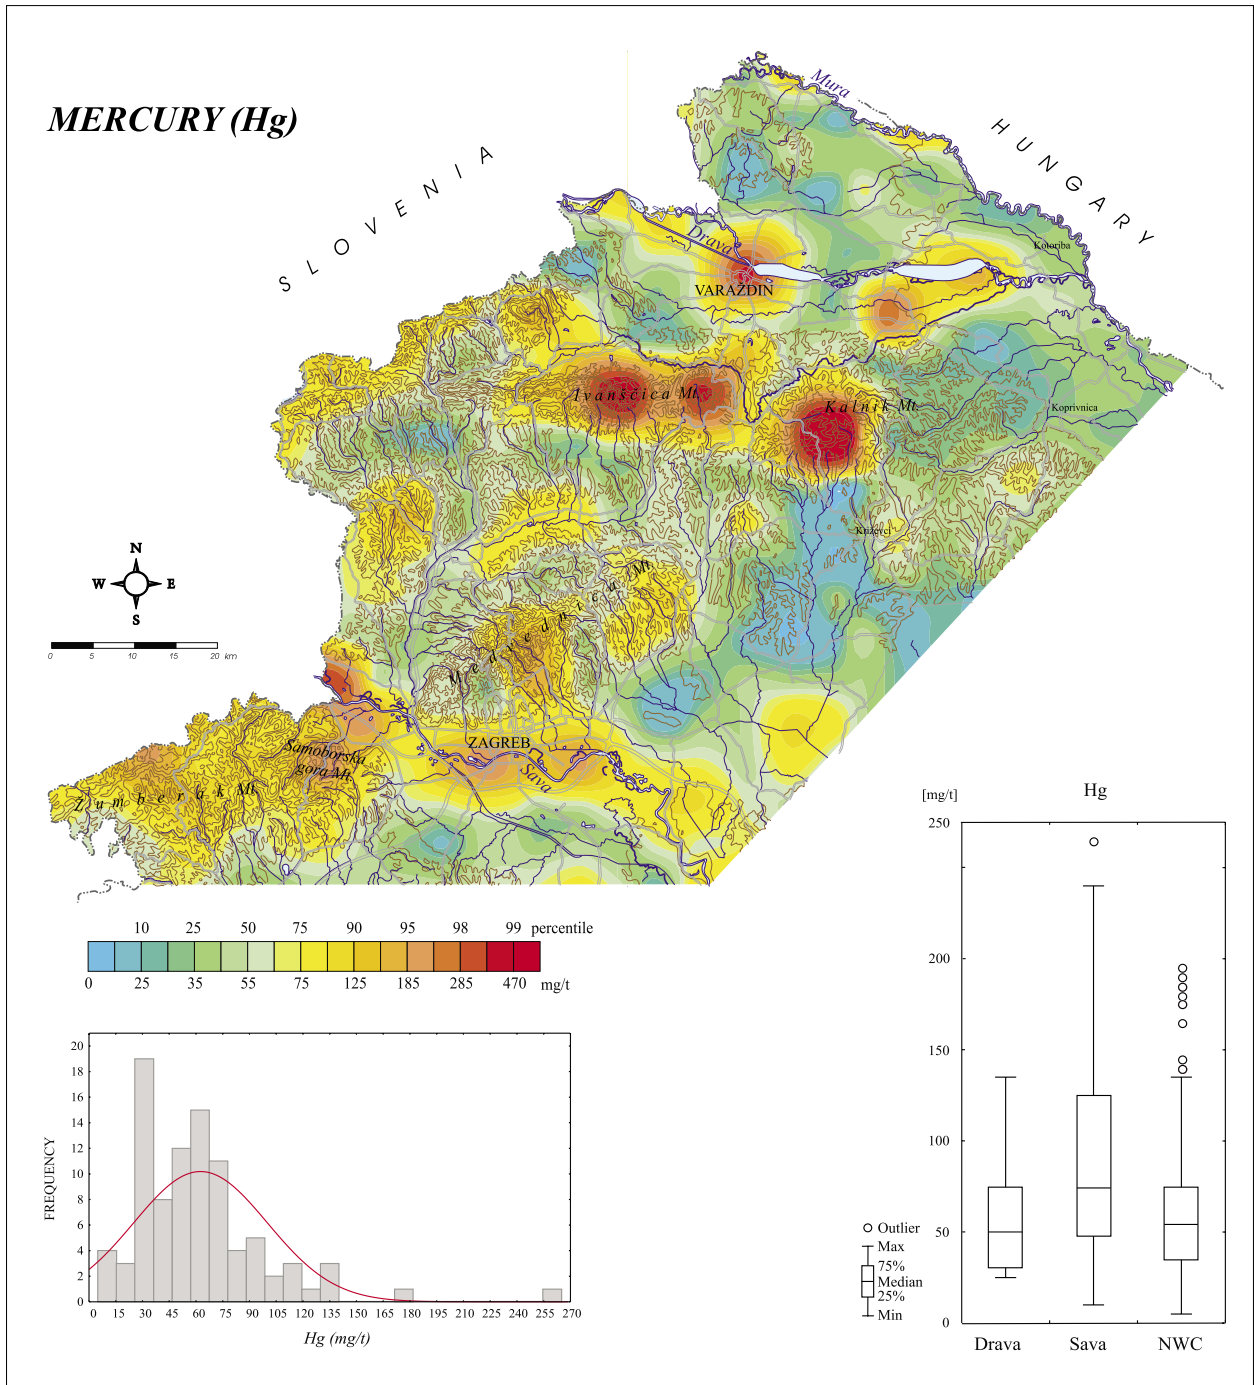 MERCURY (Hg)
SLOVENIA
HUNGARY
Mura
Drava
Kotoriba
VARAŽDIN
Ivanščica Mt.
Kalnik Mt.
Koprivnica
Križevci
N
W E
S
0 5 10 15 20 km
Medvednica Mt.
Samoborska
gora Mt.
ZAGREB
Sava
Žumberak Mt.
10 25 50 75 90 95 98 99 percentile
0 25 35 55 75 125 185 285 470 mg/t
FREQUENCY
20
18
16
14
12
10
8
6
4
2
0
0 15 30 45 60 75 90 105 120 135 150 165 180 195 210 225 240 255 270
Hg (mg/t)
[mg/t]
Hg
250
200
150
100
50
0
Outlier
Max
75%
Median
25%
Min
Drava Sava NWC